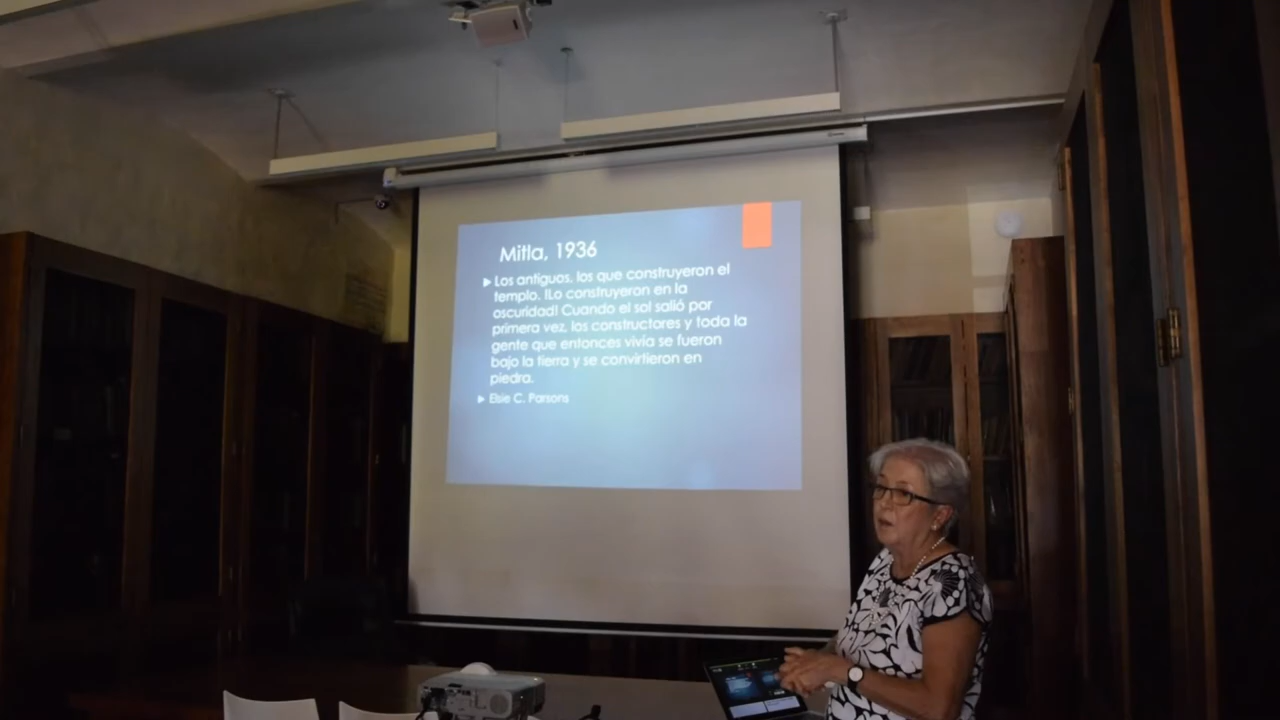 Mitla, 1936
Los antiguos, los que construyeron el
templo. !Lo construyeron en la
oscuridad! Cuando el sol salió por
primera vez, los constructores y toda la
gente que entonces vivía se fueron
bajo la tierra y se convirtieron en
piedra.
Elsie C. Parsons